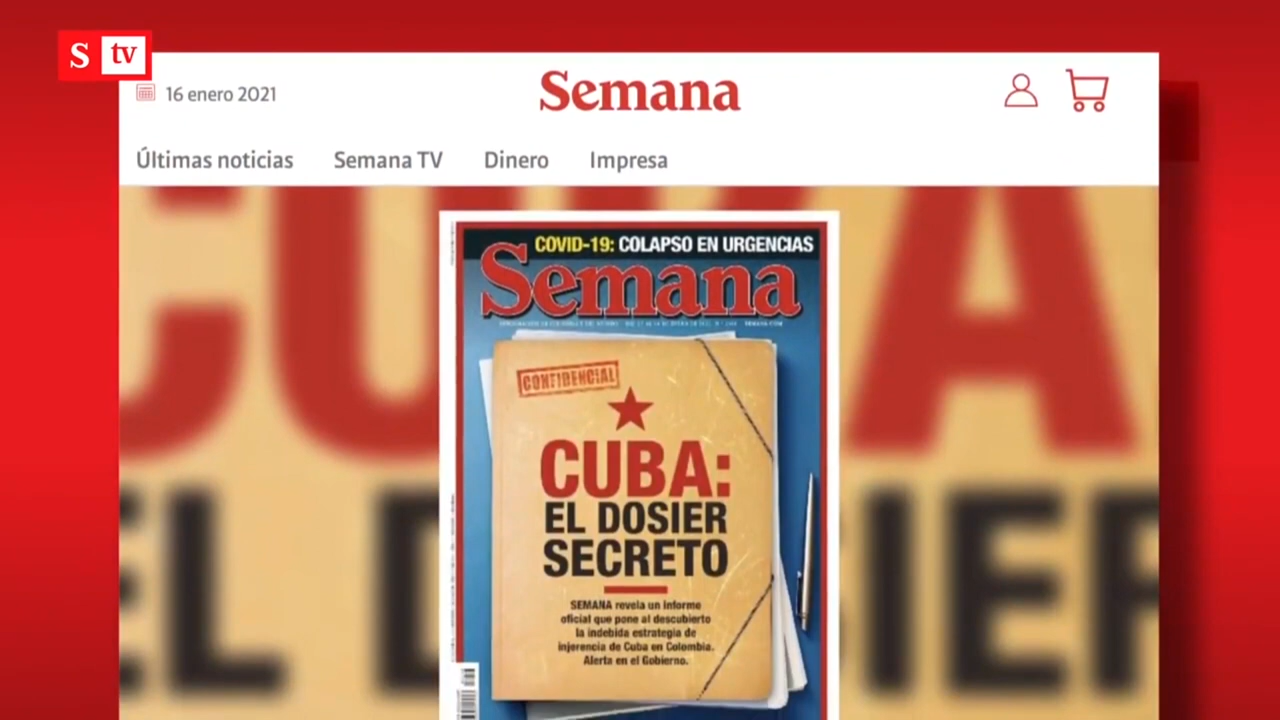 S tv
16 enero 2021
Semana
Últimas noticias Semana TV Dinero Impresa
COVID-19: COLAPSO EN URGENCIAS
Semana
CONFIDENCIAL
CUBA:
EL DOSIER
SECRETO
SEMANA revela un informe
oficial que pone al descubierto
la indebida estrategia de
injerencia de Cuba en Colombia.
Alerta en el Gobierno.